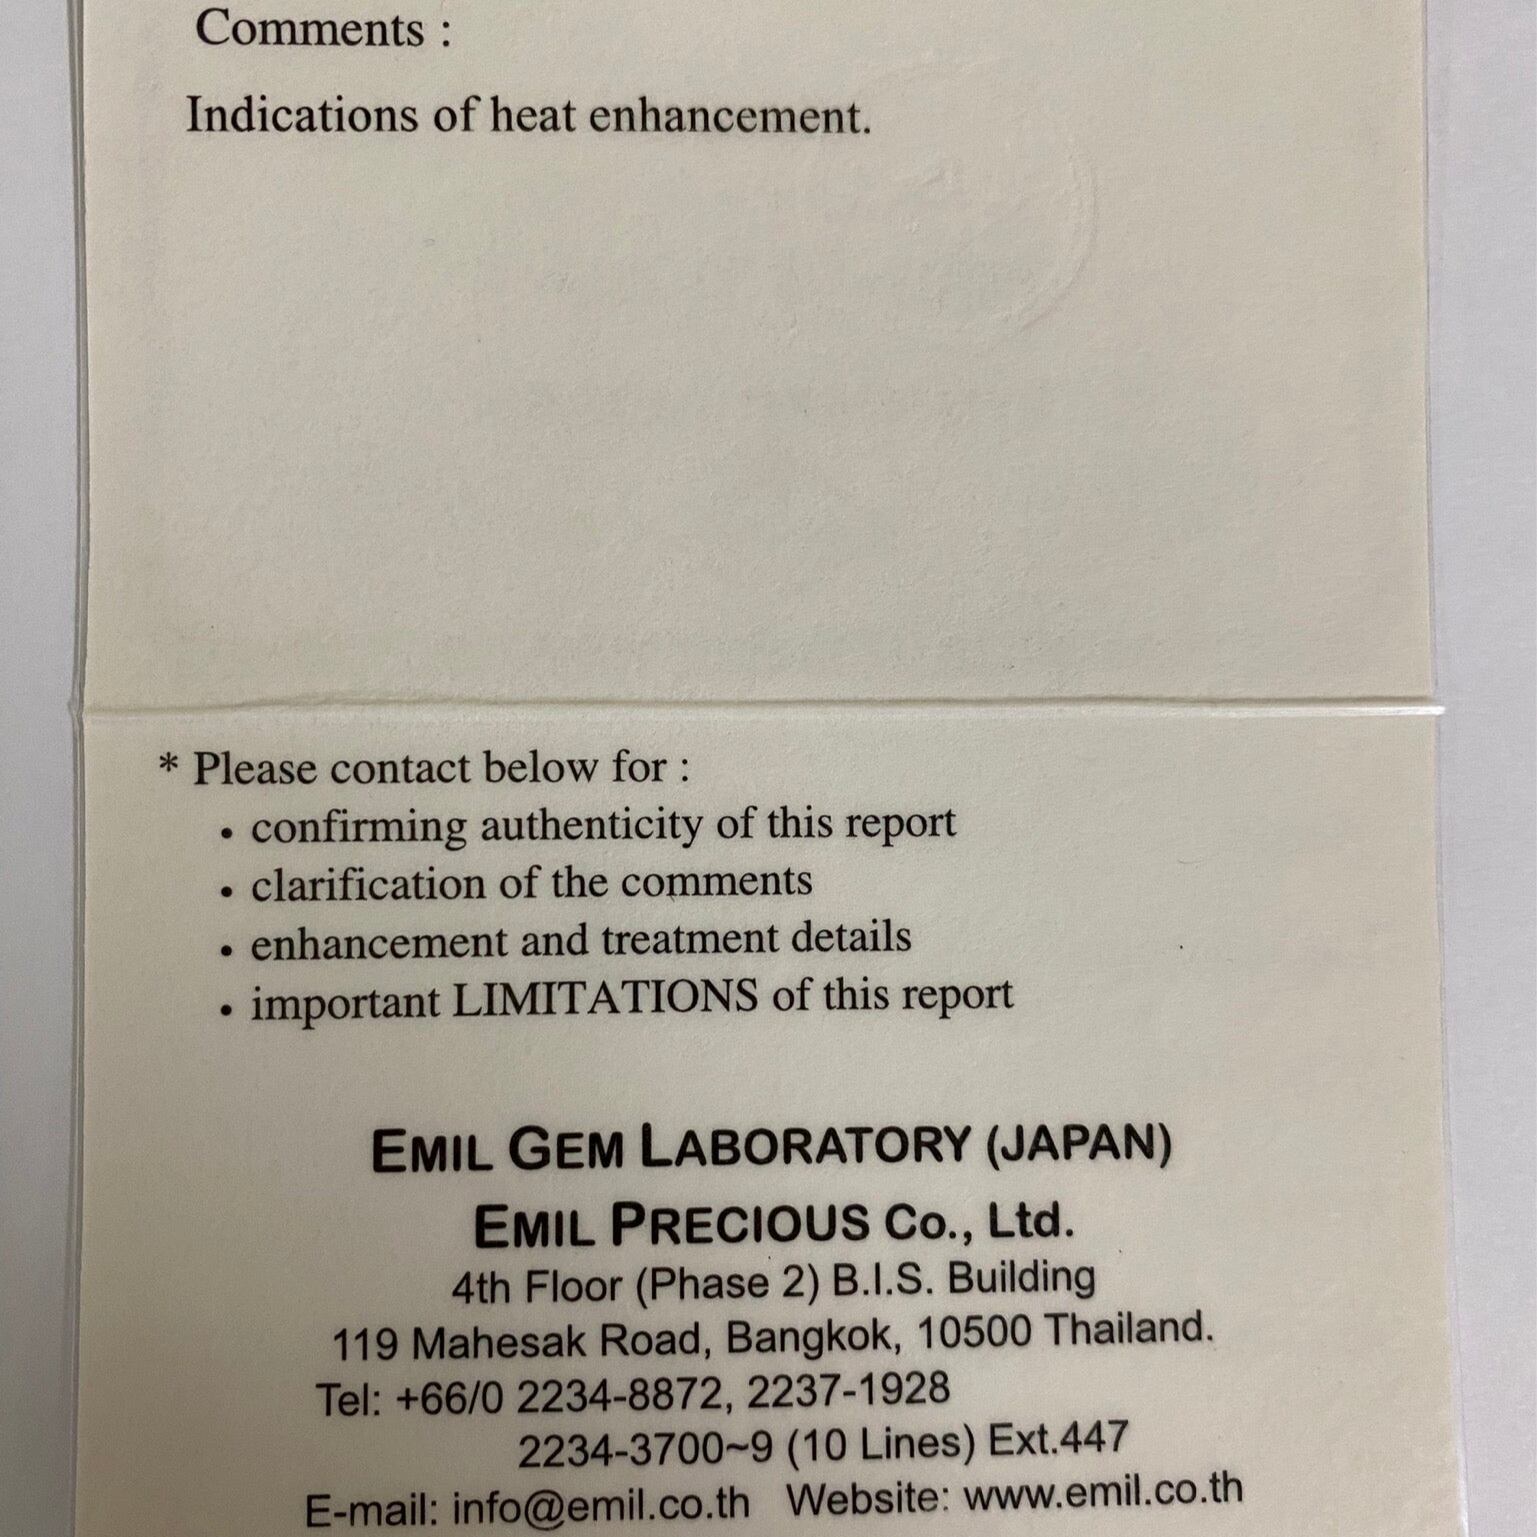 Comments :
Indications of heat enhancement.
* Please contact below for :
• confirming authenticity of this report
• clarification of the comments
• enhancement and treatment details
• important LIMITATIONS of this report
EMIL GEM LABORATORY (JAPAN)
EMIL PRECIOUS Co., Ltd.
4th Floor (Phase 2) B.I.S. Building
119 Mahesak Road, Bangkok, 10500 Thailand.
Tel: +66/0 2234-8872, 2237-1928
2234-3700~9 (10 Lines) Ext.447
E-mail: info@emil.co.th Website: www.emil.co.th